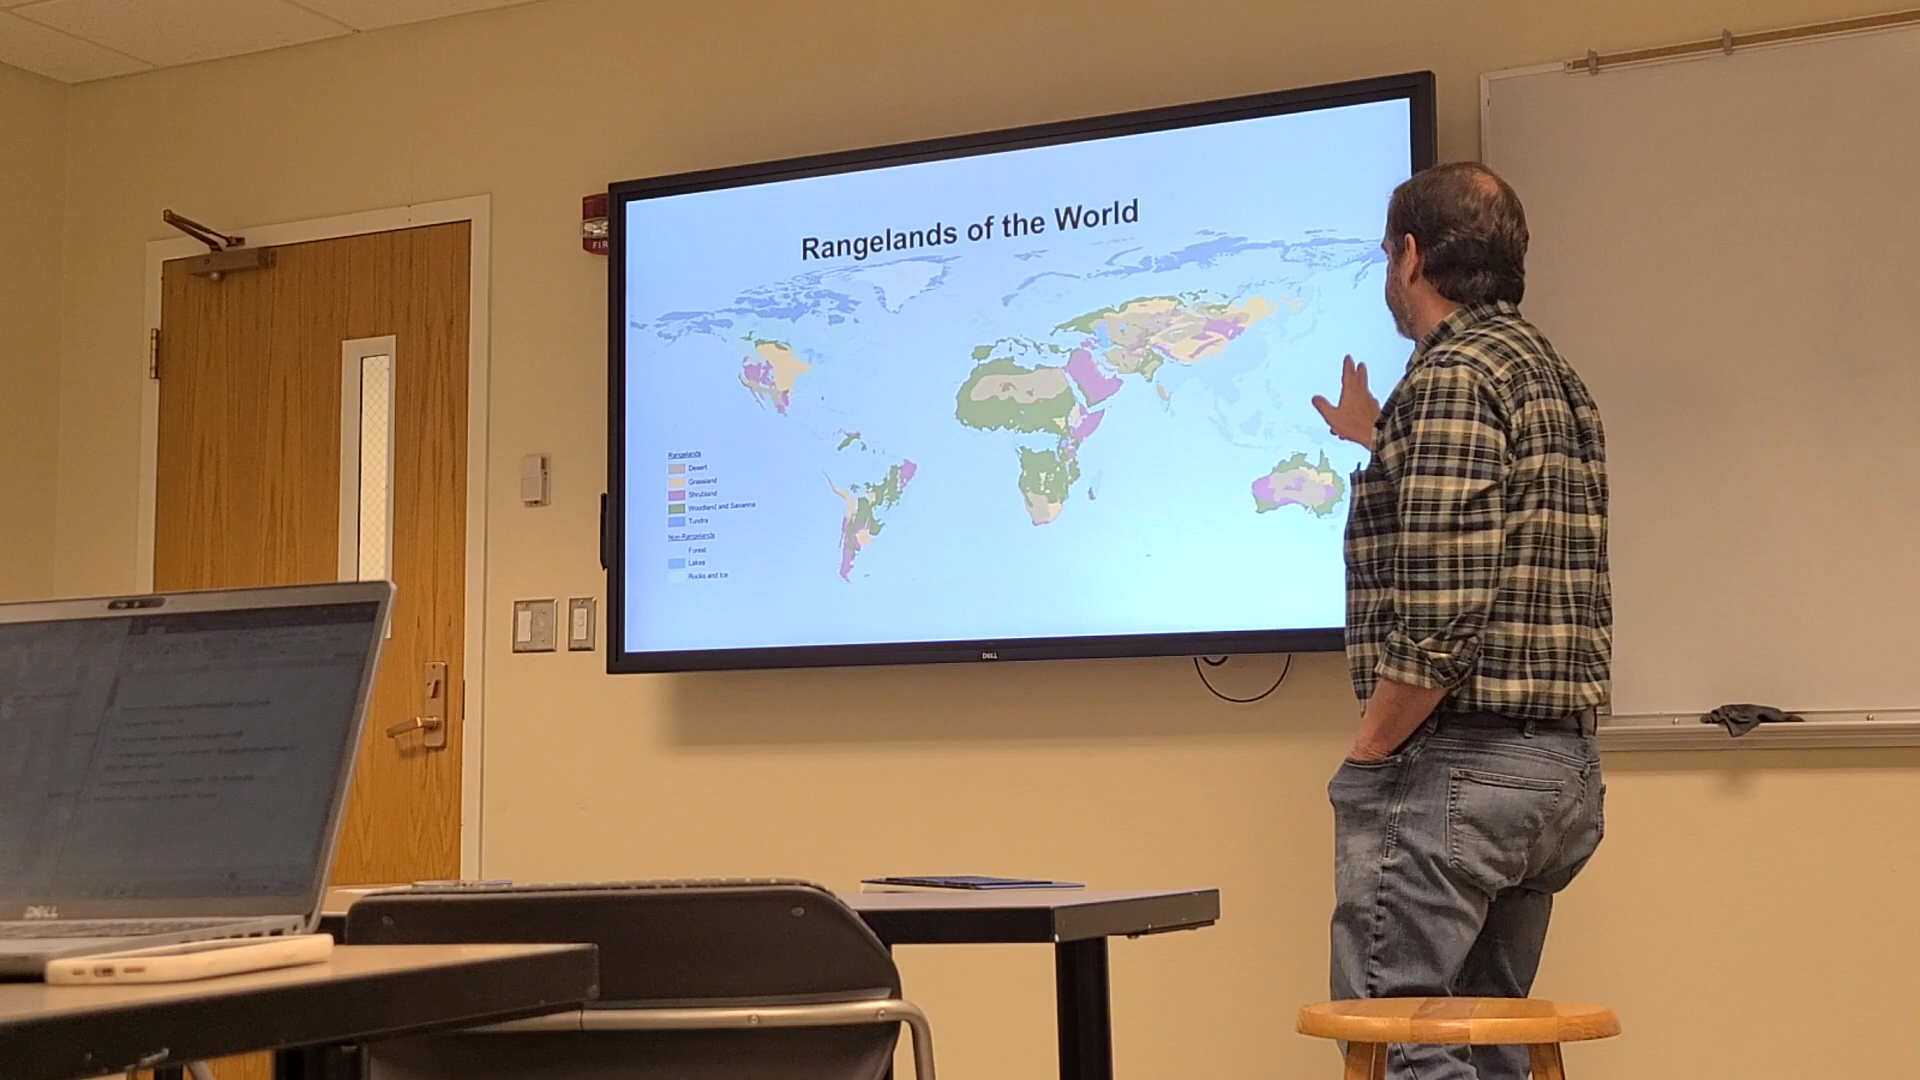 FIR
Rangelands of the World
Rangelands
Desert
Grassland
Shrubland
Woodland and Savanna
Tundra
Non-Rangelands
Forest
Lakes
Rocks and Ice
DELL
DELL